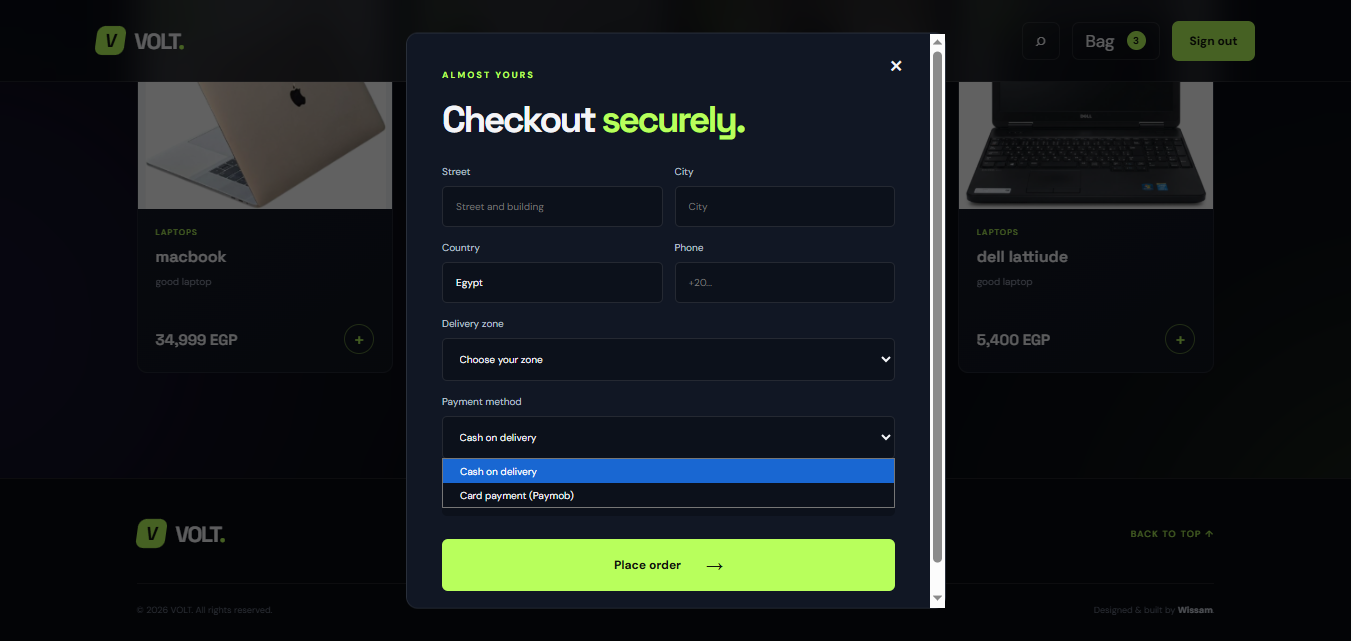 V VOLT.
Bag 3 Sign out
ALMOST YOURS
Checkout securely.
Street City
Street and building City
Country Phone
Egypt +20...
Delivery zone
Choose your zone
Payment method
Cash on delivery
Cash on delivery
Card payment (Paymob)
Place order →
LAPTOPS
macbook
good laptop
34,999 EGP +
DELL
LAPTOPS
dell lattiude
good laptop
5,400 EGP +
V VOLT.
BACK TO TOP ↑
© 2026 VOLT. All rights reserved.
Designed & built by Wissam